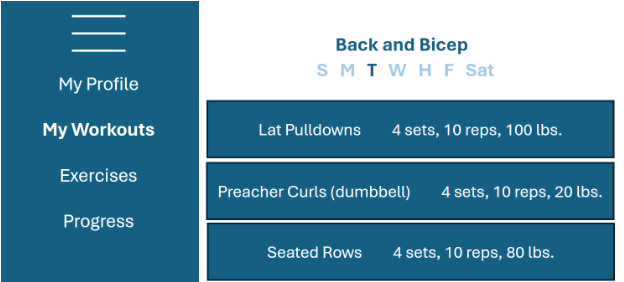 My Profile
My Workouts
Exercises
Progress
Back and Bicep
S M T W H F Sat
Lat Pulldowns 4 sets, 10 reps, 100 lbs.
Preacher Curls (dumbbell) 4 sets, 10 reps, 20 lbs.
Seated Rows 4 sets, 10 reps, 80 lbs.